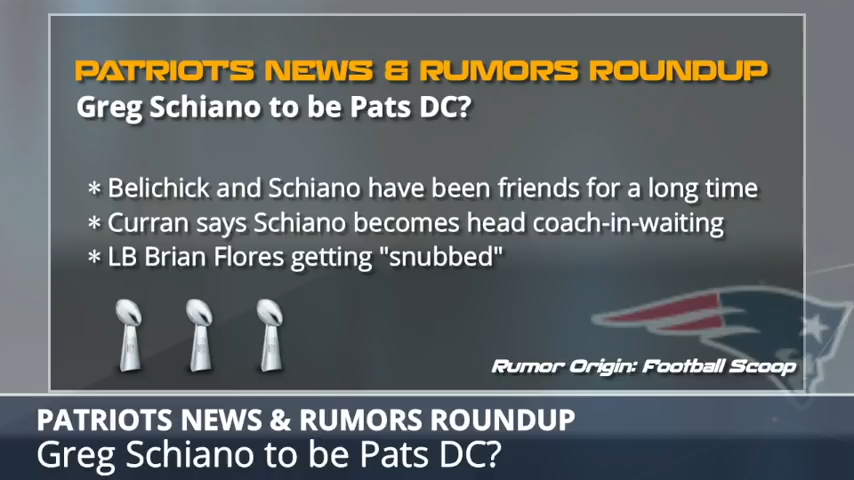 PATRIOTS NEWS & RUMORS ROUNDUP
Greg Schiano to be Pats DC?
* Belichick and Schiano have been friends for a long time
* Curran says Schiano becomes head coach-in-waiting
* LB Brian Flores getting "snubbed"
Rumor Origin: Football Scoop
PATRIOTS NEWS & RUMORS ROUNDUP
Greg Schiano to be Pats DC?